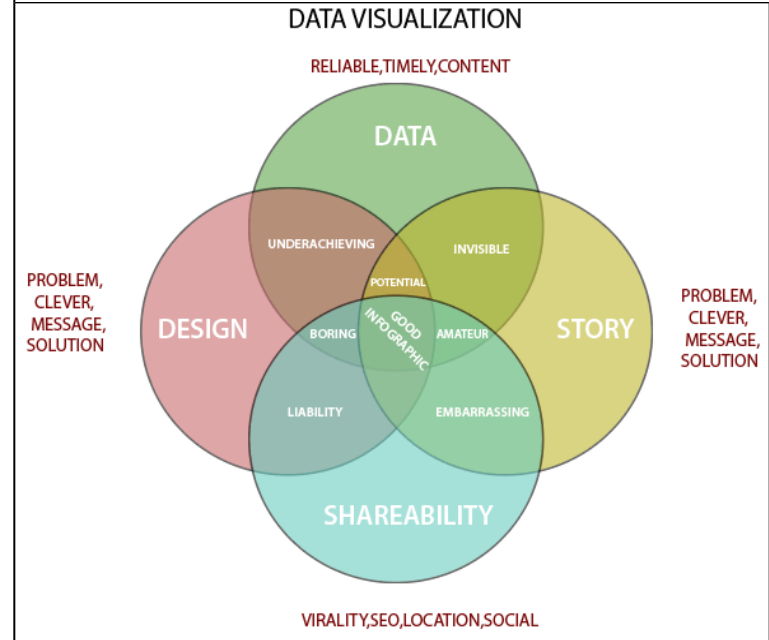 DATA VISUALIZATION
RELIABLE,TIMELY,CONTENT
DATA
UNDERACHIEVING
INVISIBLE
POTENTIAL
PROBLEM,
CLEVER,
MESSAGE,
SOLUTION
DESIGN
BORING
GOOD
INFOGRAPHIC
AMATEUR
STORY
PROBLEM,
CLEVER,
MESSAGE,
SOLUTION
LIABILITY
EMBARRASSING
SHAREABILITY
VIRALITY,SEO,LOCATION,SOCIAL